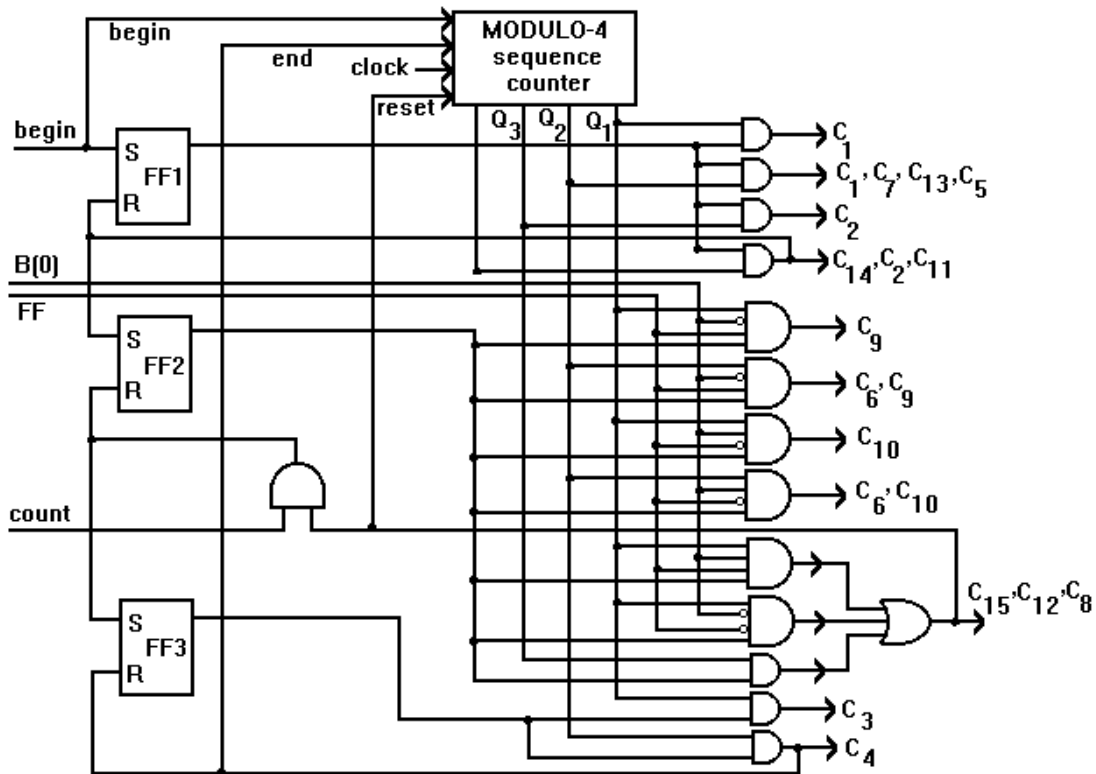 begin
MODULO-4
sequence
counter
end
clock
reset
begin
Q3 Q2 Q1
S
FF1
R
C1
C1, C7, C13, C5
C2
C14, C2, C11
B(0)
FF
S
FF2
R
C9
C6, C9
C10
C6, C10
count
C15, C12, C8
S
FF3
R
C3
C4